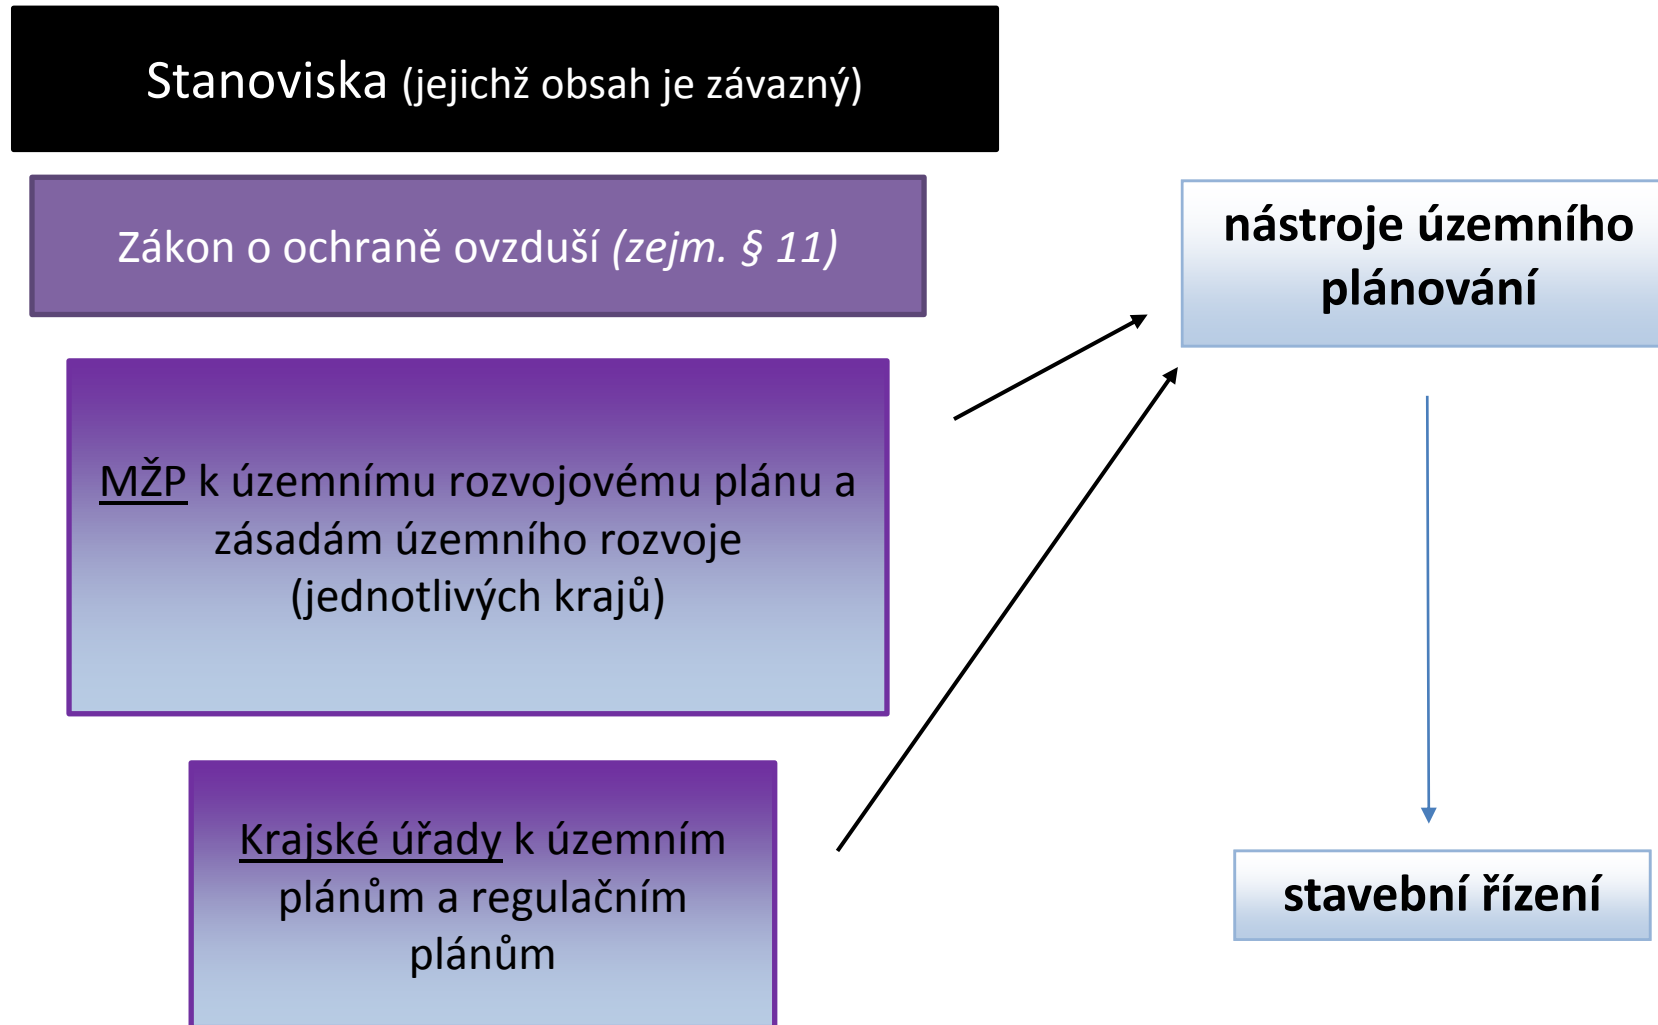 Stanoviska (jejichž obsah je závazný)
Zákon o ochraně ovzduší (zejm. § 11)
nástroje územního
plánování
MŽP k územnímu rozvojovému plánu a
zásadám územního rozvoje
(jednotlivých krajů)
Krajské úřady k územním
plánům a regulačním
plánům
stavební řízení